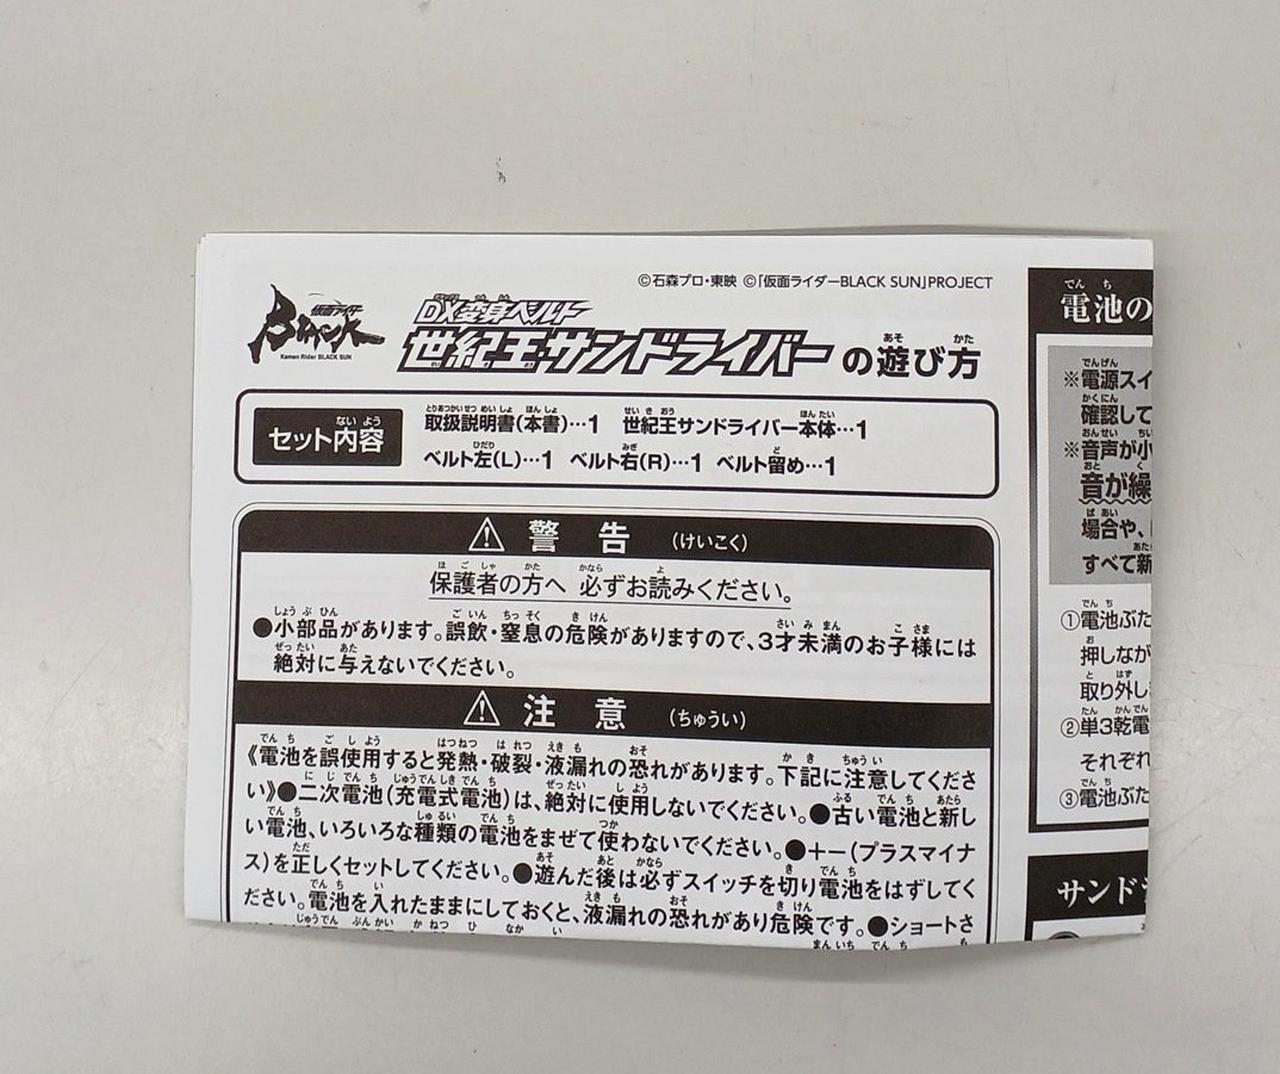 ©石森プロ・東映 ©「仮面ライダーBLACK SUN」PROJECT
仮面ライダー
BLACK
Kamen Rider BLACK SUN
DX変身ベルト
世紀王サンドライバーの遊び方
セット内容
取扱説明書(本書)…1 世紀王サンドライバー本体…1
ベルト左(L)…1 ベルト右(R)…1 ベルト留め…1
⚠ 警告 (けいこく)
保護者の方へ 必ずお読みください。
●小部品があります。誤飲・窒息の危険がありますので、3才未満のお子様には
絶対に与えないでください。
⚠ 注意 (ちゅうい)
《電池を誤使用すると発熱・破裂・液漏れの恐れがあります。下記に注意してくださ
い》●二次電池(充電式電池)は、絶対に使用しないでください。●古い電池と新し
い電池、いろいろな種類の電池をまぜて使わないでください。●+−(プラスマイナ
ス)を正しくセットしてください。●遊んだ後は必ずスイッチを切り電池をはずしてく
ださい。電池を入れたままにしておくと、液漏れの恐れがあり危険です。●ショートさ
電池の
※電源スイ
確認して
※音声が小
音が繰
場合や、
すべて新
①電池ぶた
押しなが
取り外し
②単3乾電
それぞれ
③電池ぶた
サンド